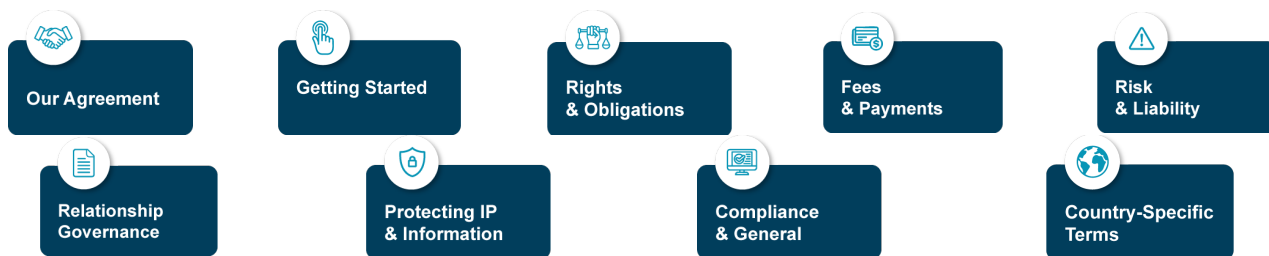 Our Agreement
Getting Started
Rights
& Obligations
Fees
& Payments
Risk
& Liability
Relationship
Governance
Protecting IP
& Information
Compliance
& General
Country-Specific
Terms